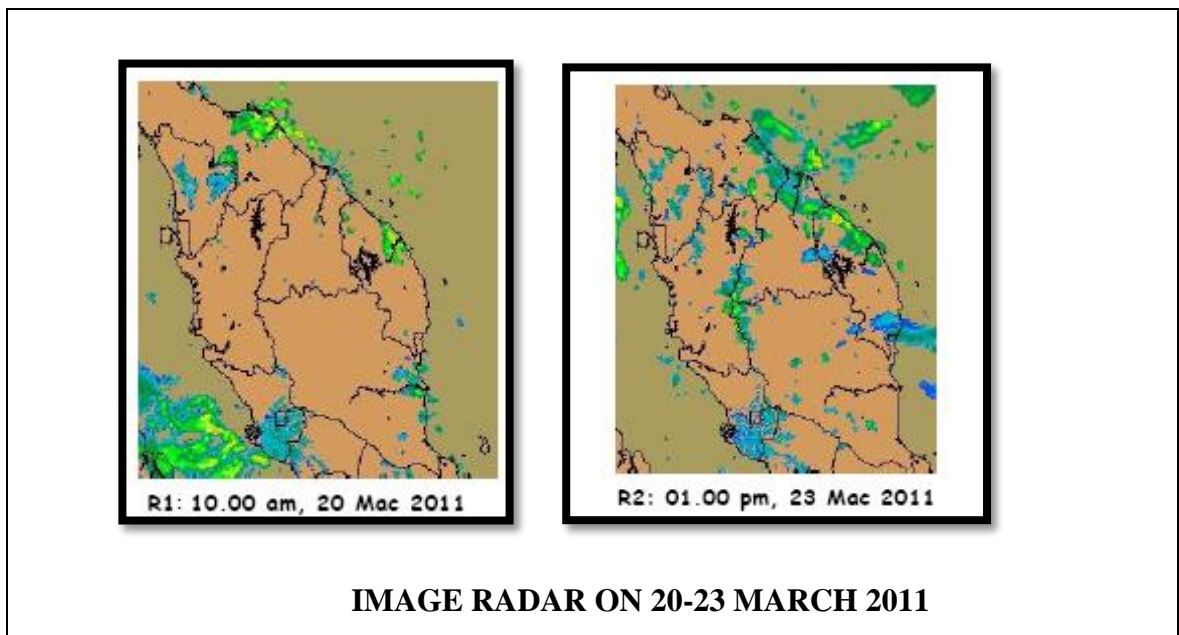 R1: 10.00 am, 20 Mac 2011
R2: 01.00 pm, 23 Mac 2011
IMAGE RADAR ON 20-23 MARCH 2011